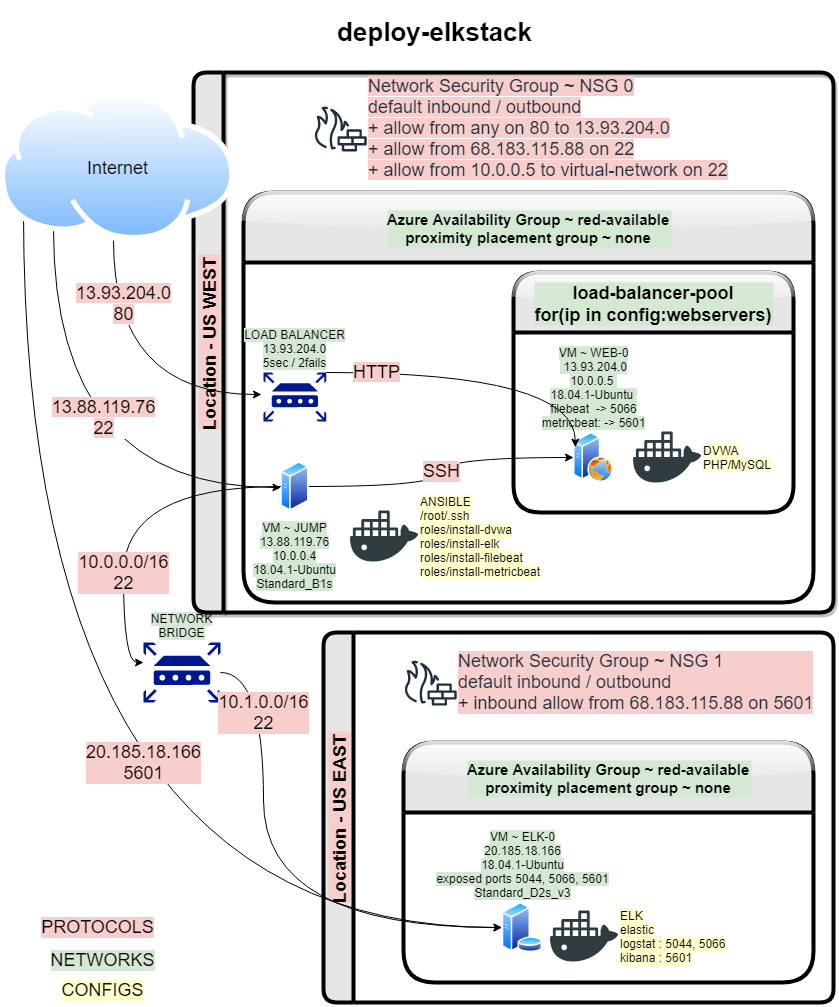 deploy-elkstack
Network Security Group ~ NSG 0
default inbound / outbound
+ allow from any on 80 to 13.93.204.0
+ allow from 68.183.115.88 on 22
+ allow from 10.0.0.5 to virtual-network on 22
Internet
Azure Availability Group ~ red-available
proximity placement group ~ none
Location - US WEST
load-balancer-pool
for(ip in config:webservers)
13.93.204.0
80
LOAD BALANCER
13.93.204.0
5sec / 2fails
HTTP
VM ~ WEB-0
13.93.204.0
10.0.0.5
18.04.1-Ubuntu
filebeat -> 5066
metricbeat: -> 5601
13.88.119.76
22
DVWA
PHP/MySQL
SSH
VM ~ JUMP
13.88.119.76
10.0.0.4
18.04.1-Ubuntu
Standard_B1s
ANSIBLE
/root/.ssh
roles/install-dvwa
roles/install-elk
roles/install-filebeat
roles/install-metricbeat
10.0.0.0/16
22
NETWORK
BRIDGE
10.1.0.0/16
22
20.185.18.166
5601
Network Security Group ~ NSG 1
default inbound / outbound
+ inbound allow from 68.183.115.88 on 5601
Location - US EAST
Azure Availability Group ~ red-available
proximity placement group ~ none
VM ~ ELK-0
20.185.18.166
18.04.1-Ubuntu
exposed ports 5044, 5066, 5601
Standard_D2s_v3
ELK
elastic
logstat : 5044, 5066
kibana : 5601
PROTOCOLS
NETWORKS
CONFIGS